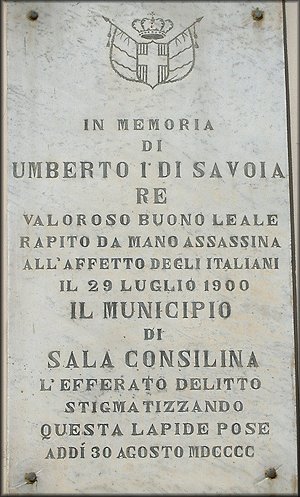 IN MEMORIA
DI
UMBERTO I° DI SAVOIA
RE
VALOROSO BUONO LEALE
RAPITO DA MANO ASSASSINA
ALL'AFFETTO DEGLI ITALIANI
IL 29 LUGLIO 1900
IL MUNICIPIO
DI
SALA CONSILINA
L'EFFERATO DELITTO
STIGMATIZZANDO
QUESTA LAPIDE POSE
ADDÍ 30 AGOSTO MDCCCC